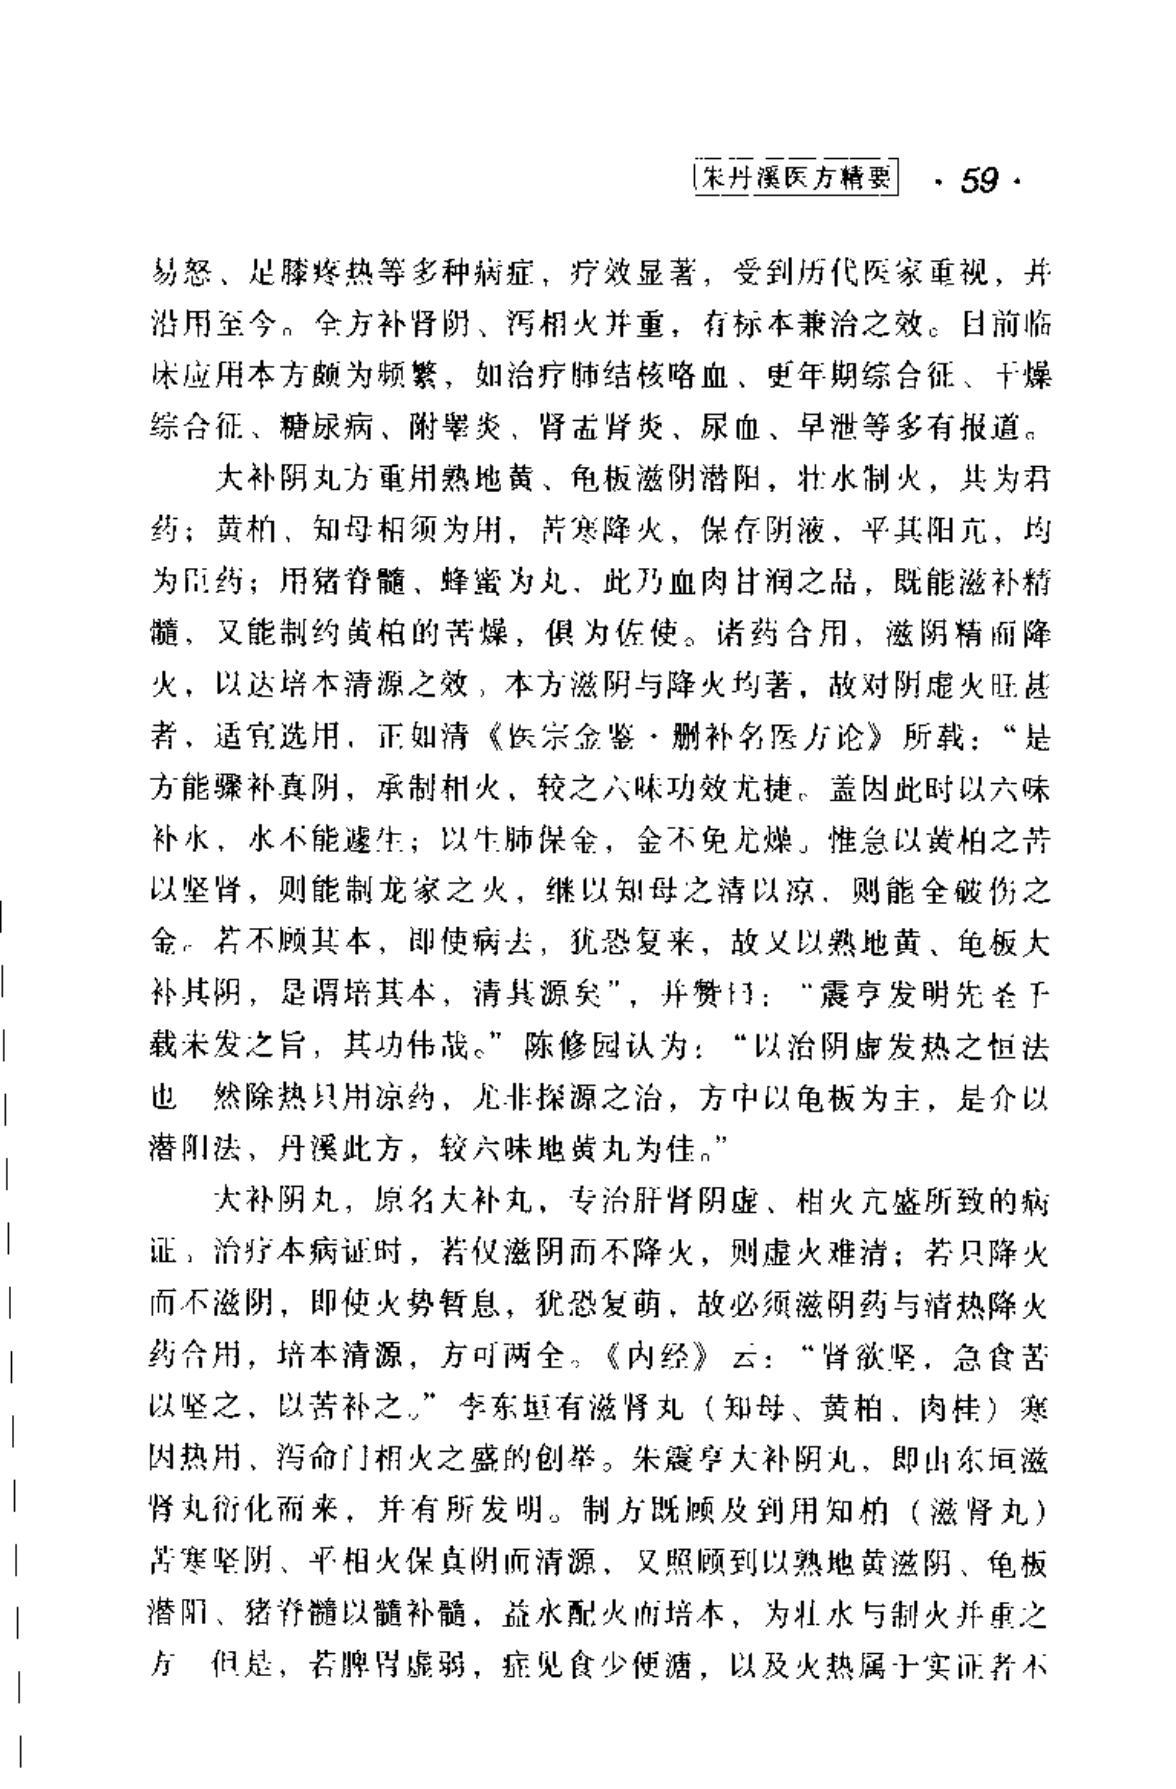 朱丹溪医方精要 · 59 ·
易怒、足膝疼热等多种病症，疗效显著，受到历代医家重视，并
沿用至今。全方补肾阴、泻相火并重，有标本兼治之效。目前临
床应用本方颇为频繁，如治疗肺结核咯血、更年期综合征、干燥
综合征、糖尿病、附睾炎、肾盂肾炎、尿血、早泄等多有报道。
大补阴丸方重用熟地黄、龟板滋阴潜阳，壮水制火，共为君
药；黄柏、知母相须为用，苦寒降火，保存阴液，平其阳亢，均
为臣药；用猪脊髓、蜂蜜为丸，此乃血肉甘润之品，既能滋补精
髓，又能制约黄柏的苦燥，俱为佐使。诸药合用，滋阴精而降
火，以达培本清源之效。本方滋阴与降火均著，故对阴虚火旺甚
者，适宜选用，正如清《医宗金鉴·删补名医方论》所载：“是
方能骤补真阴，承制相火，较之六味功效尤捷。盖因此时以六味
补水，水不能遽生；以生肺保金，金不免尤燥。惟急以黄柏之苦
以坚肾，则能制龙家之火，继以知母之清以凉，则能全破伤之
金。若不顾其本，即使病去，犹恐复来，故又以熟地黄、龟板大
补其阴，是谓培其本，清其源矣”，并赞曰：“震亨发明先圣千
载未发之旨，其功伟哉。”陈修园认为：“以治阴虚发热之恒法
也 然除热只用凉药，尤非探源之治，方中以龟板为主，是介以
潜阳法、丹溪此方，较六味地黄丸为佳。”
大补阴丸，原名大补丸，专治肝肾阴虚、相火亢盛所致的病
证。治疗本病证时，若仅滋阴而不降火，则虚火难清；若只降火
而不滋阴，即使火势暂息，犹恐复萌，故必须滋阴药与清热降火
药合用，培本清源，方可两全。《内经》云：“肾欲坚，急食苦
以坚之，以苦补之。”李东垣有滋肾丸（知母、黄柏、肉桂）寒
因热用、泻命门相火之盛的创举。朱震亨大补阴丸，即由东垣滋
肾丸衍化而来，并有所发明。制方既顾及到用知柏（滋肾丸）
苦寒坚阴、平相火保真阴而清源，又照顾到以熟地黄滋阴、龟板
潜阳、猪脊髓以髓补髓，益水配火而培本，为壮水与制火并重之
方 但是，若脾胃虚弱，症见食少便溏，以及火热属于实证者不